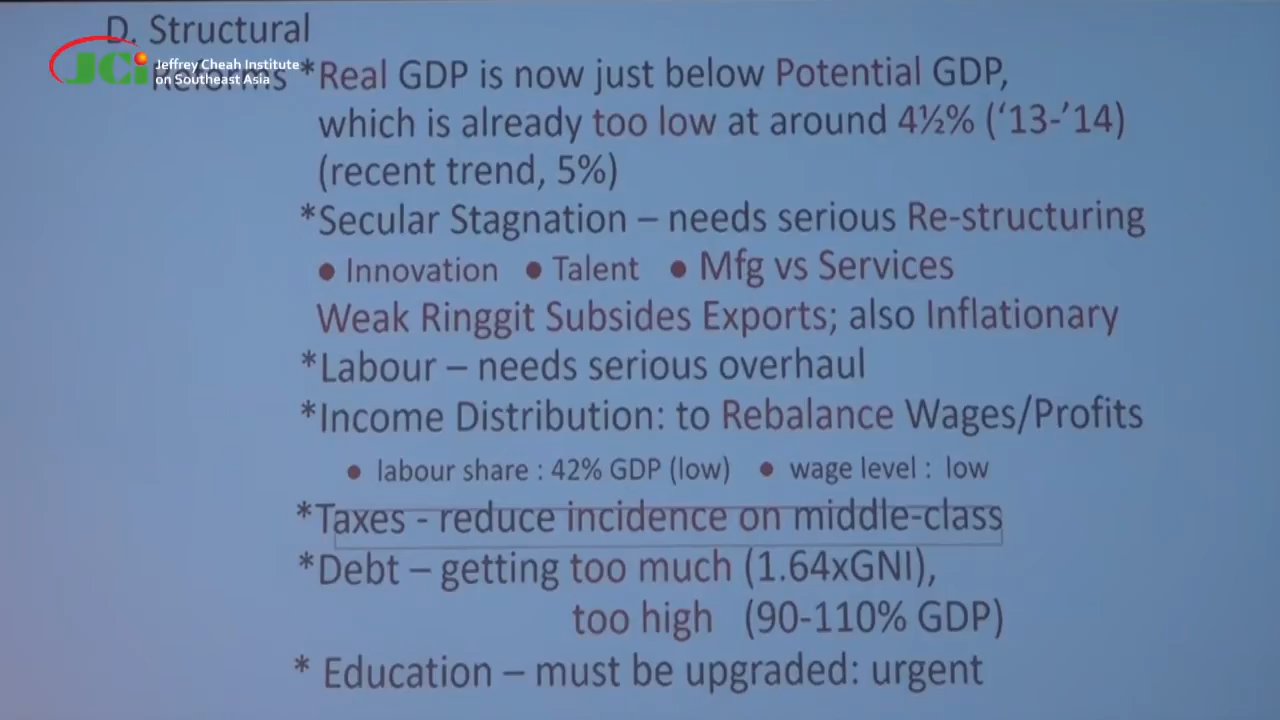 D. Structural
JCi Jeffrey Cheah Institute
on Southeast Asia
Reforms *Real GDP is now just below Potential GDP,
which is already too low at around 4½% (‘13-’14)
(recent trend, 5%)
*Secular Stagnation – needs serious Re-structuring
● Innovation ● Talent ● Mfg vs Services
Weak Ringgit Subsides Exports; also Inflationary
*Labour – needs serious overhaul
*Income Distribution: to Rebalance Wages/Profits
● labour share : 42% GDP (low) ● wage level : low
*Taxes - reduce incidence on middle-class
*Debt – getting too much (1.64xGNI),
too high (90-110% GDP)
* Education – must be upgraded: urgent